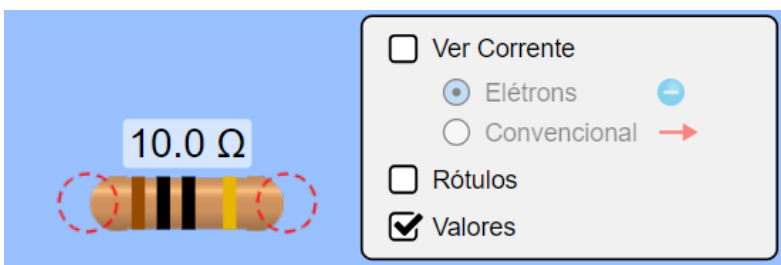 10.0 Ω
Ver Corrente
Elétrons
Convencional
Rótulos
Valores